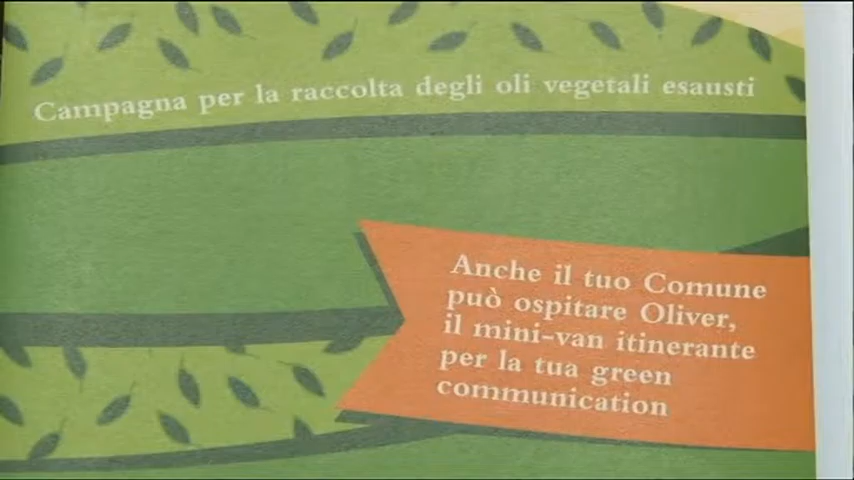 Campagna per la raccolta degli oli vegetali esausti
Anche il tuo Comune
può ospitare Oliver,
il mini-van itinerante
per la tua green
communication